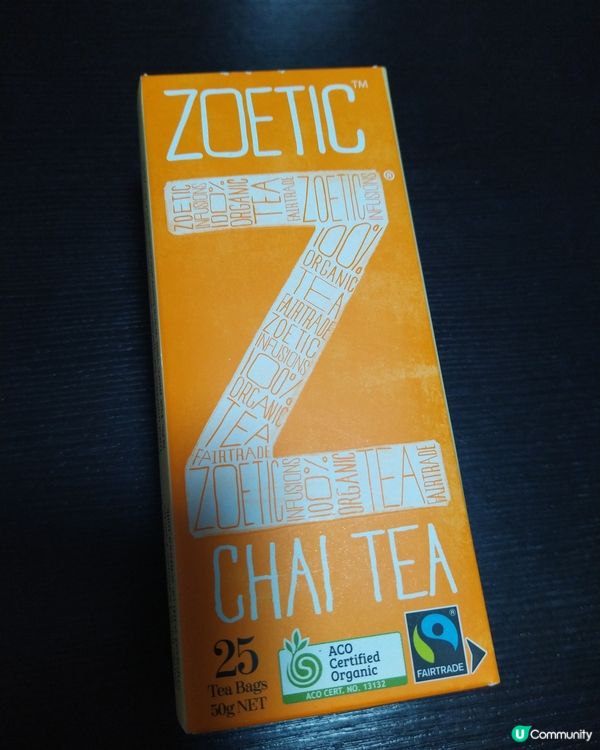 ZOETIC™
ZOETIC
INFUSIONS
100%
ORGANIC
TEA
FAIRTRADE
ZOETIC
INFUSIONS
®
100%
ORGANIC
TEA
FAIRTRADE
ZOETIC
INFUSIONS
100%
ORGANIC
TEA
FAIRTRADE
ZOETIC
INFUSIONS
100%
ORGANIC
TEA
FAIRTRADE
CHAI TEA
25
Tea Bags
50g NET
ACO
Certified
Organic
ACO CERT. NO. 13132
FAIRTRADE
®
U Community